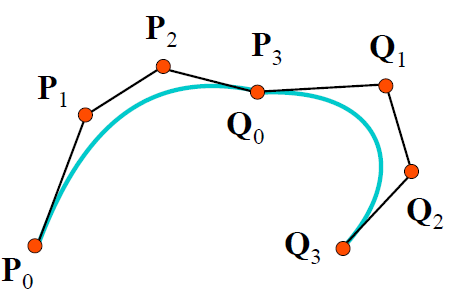 P₂
P₃
Q₁
P₁
Q₀
Q₂
Q₃
P₀